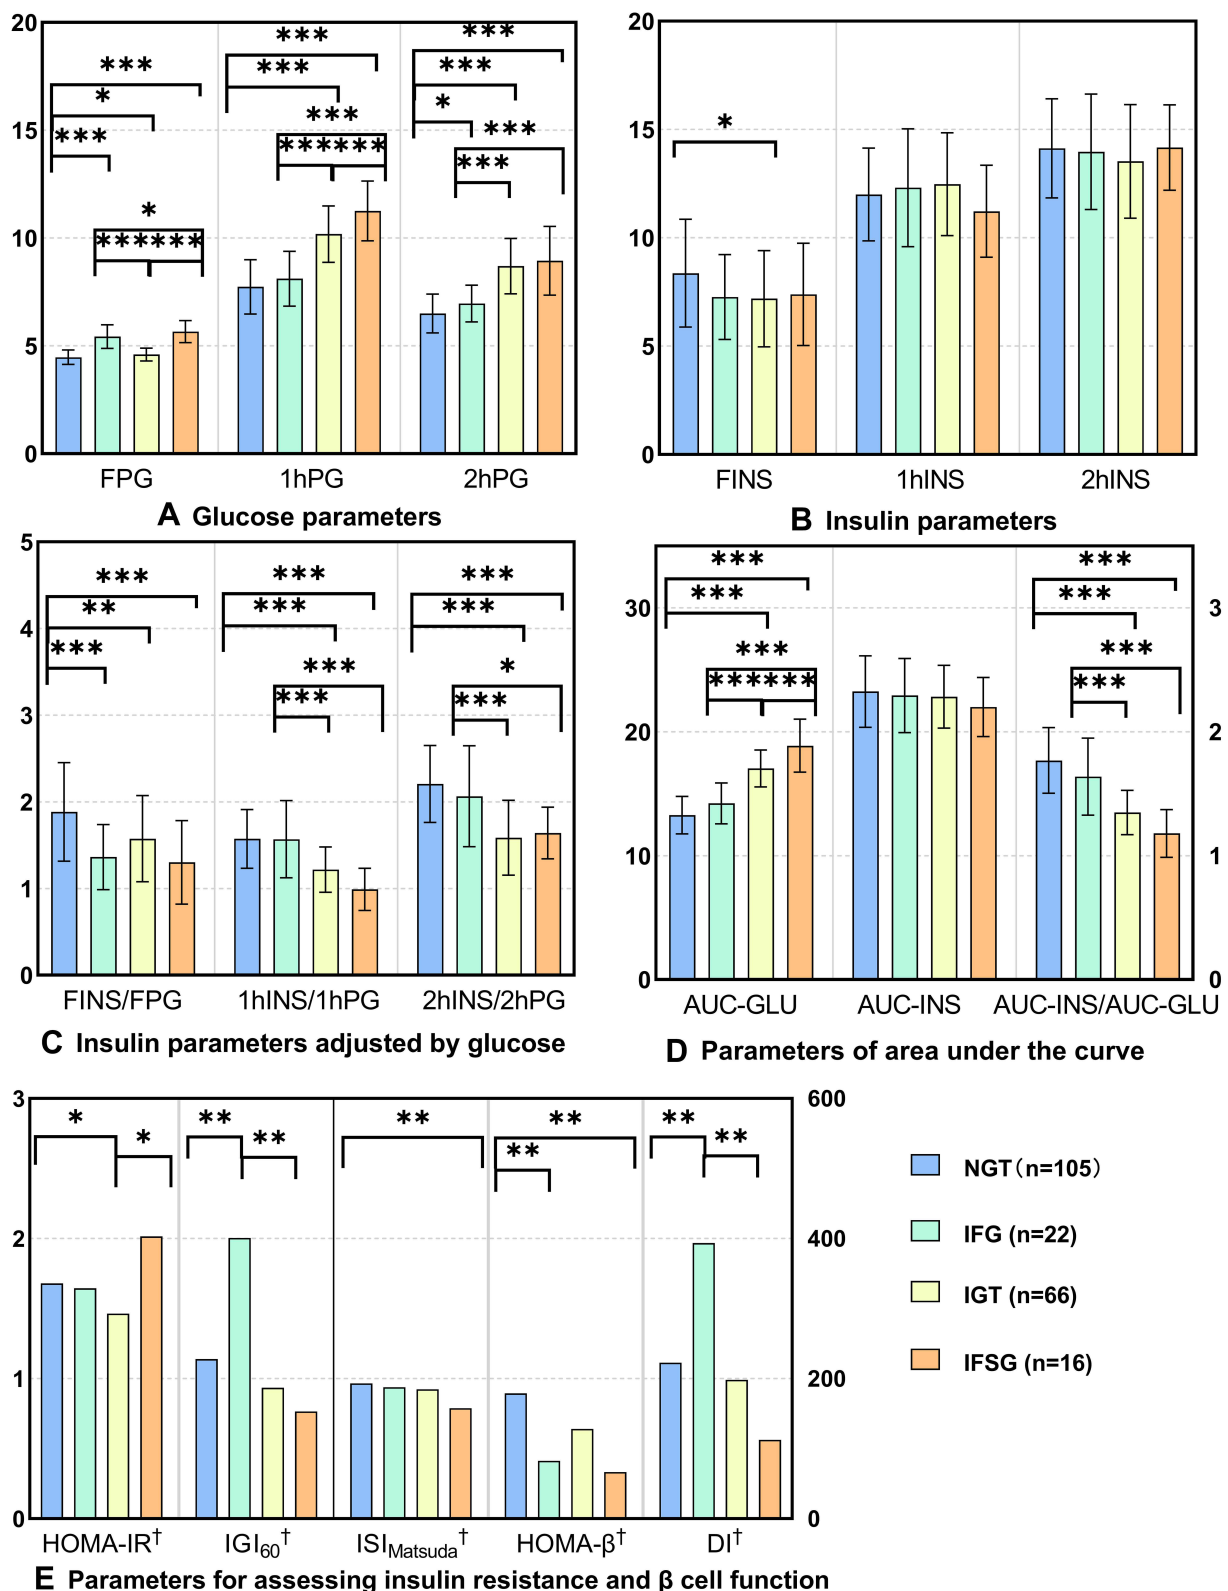 20
15
10
5
0
*** * *** * *** ***
*** *** *** *** ***
*** *** * *** ***
FPG 1hPG 2hPG
A Glucose parameters
20
15
10
5
0
*
FINS 1hINS 2hINS
B Insulin parameters
5
4
3
2
1
0
*** ** ***
*** *** *** ***
*** *** * ***
FINS/FPG 1hINS/1hPG 2hINS/2hPG
C Insulin parameters adjusted by glucose
30
20
10
0
*** *** *** *** ***
*** *** *** ***
3
2
1
0
AUC-GLU AUC-INS AUC-INS/AUC-GLU
D Parameters of area under the curve
3
2
1
0
* *
** **
**
** **
** **
600
400
200
0
HOMA-IR† IGI60† ISIMatsuda† HOMA-β† DI†
E Parameters for assessing insulin resistance and β cell function
NGT（n=105）
IFG (n=22)
IGT (n=66)
IFSG (n=16)